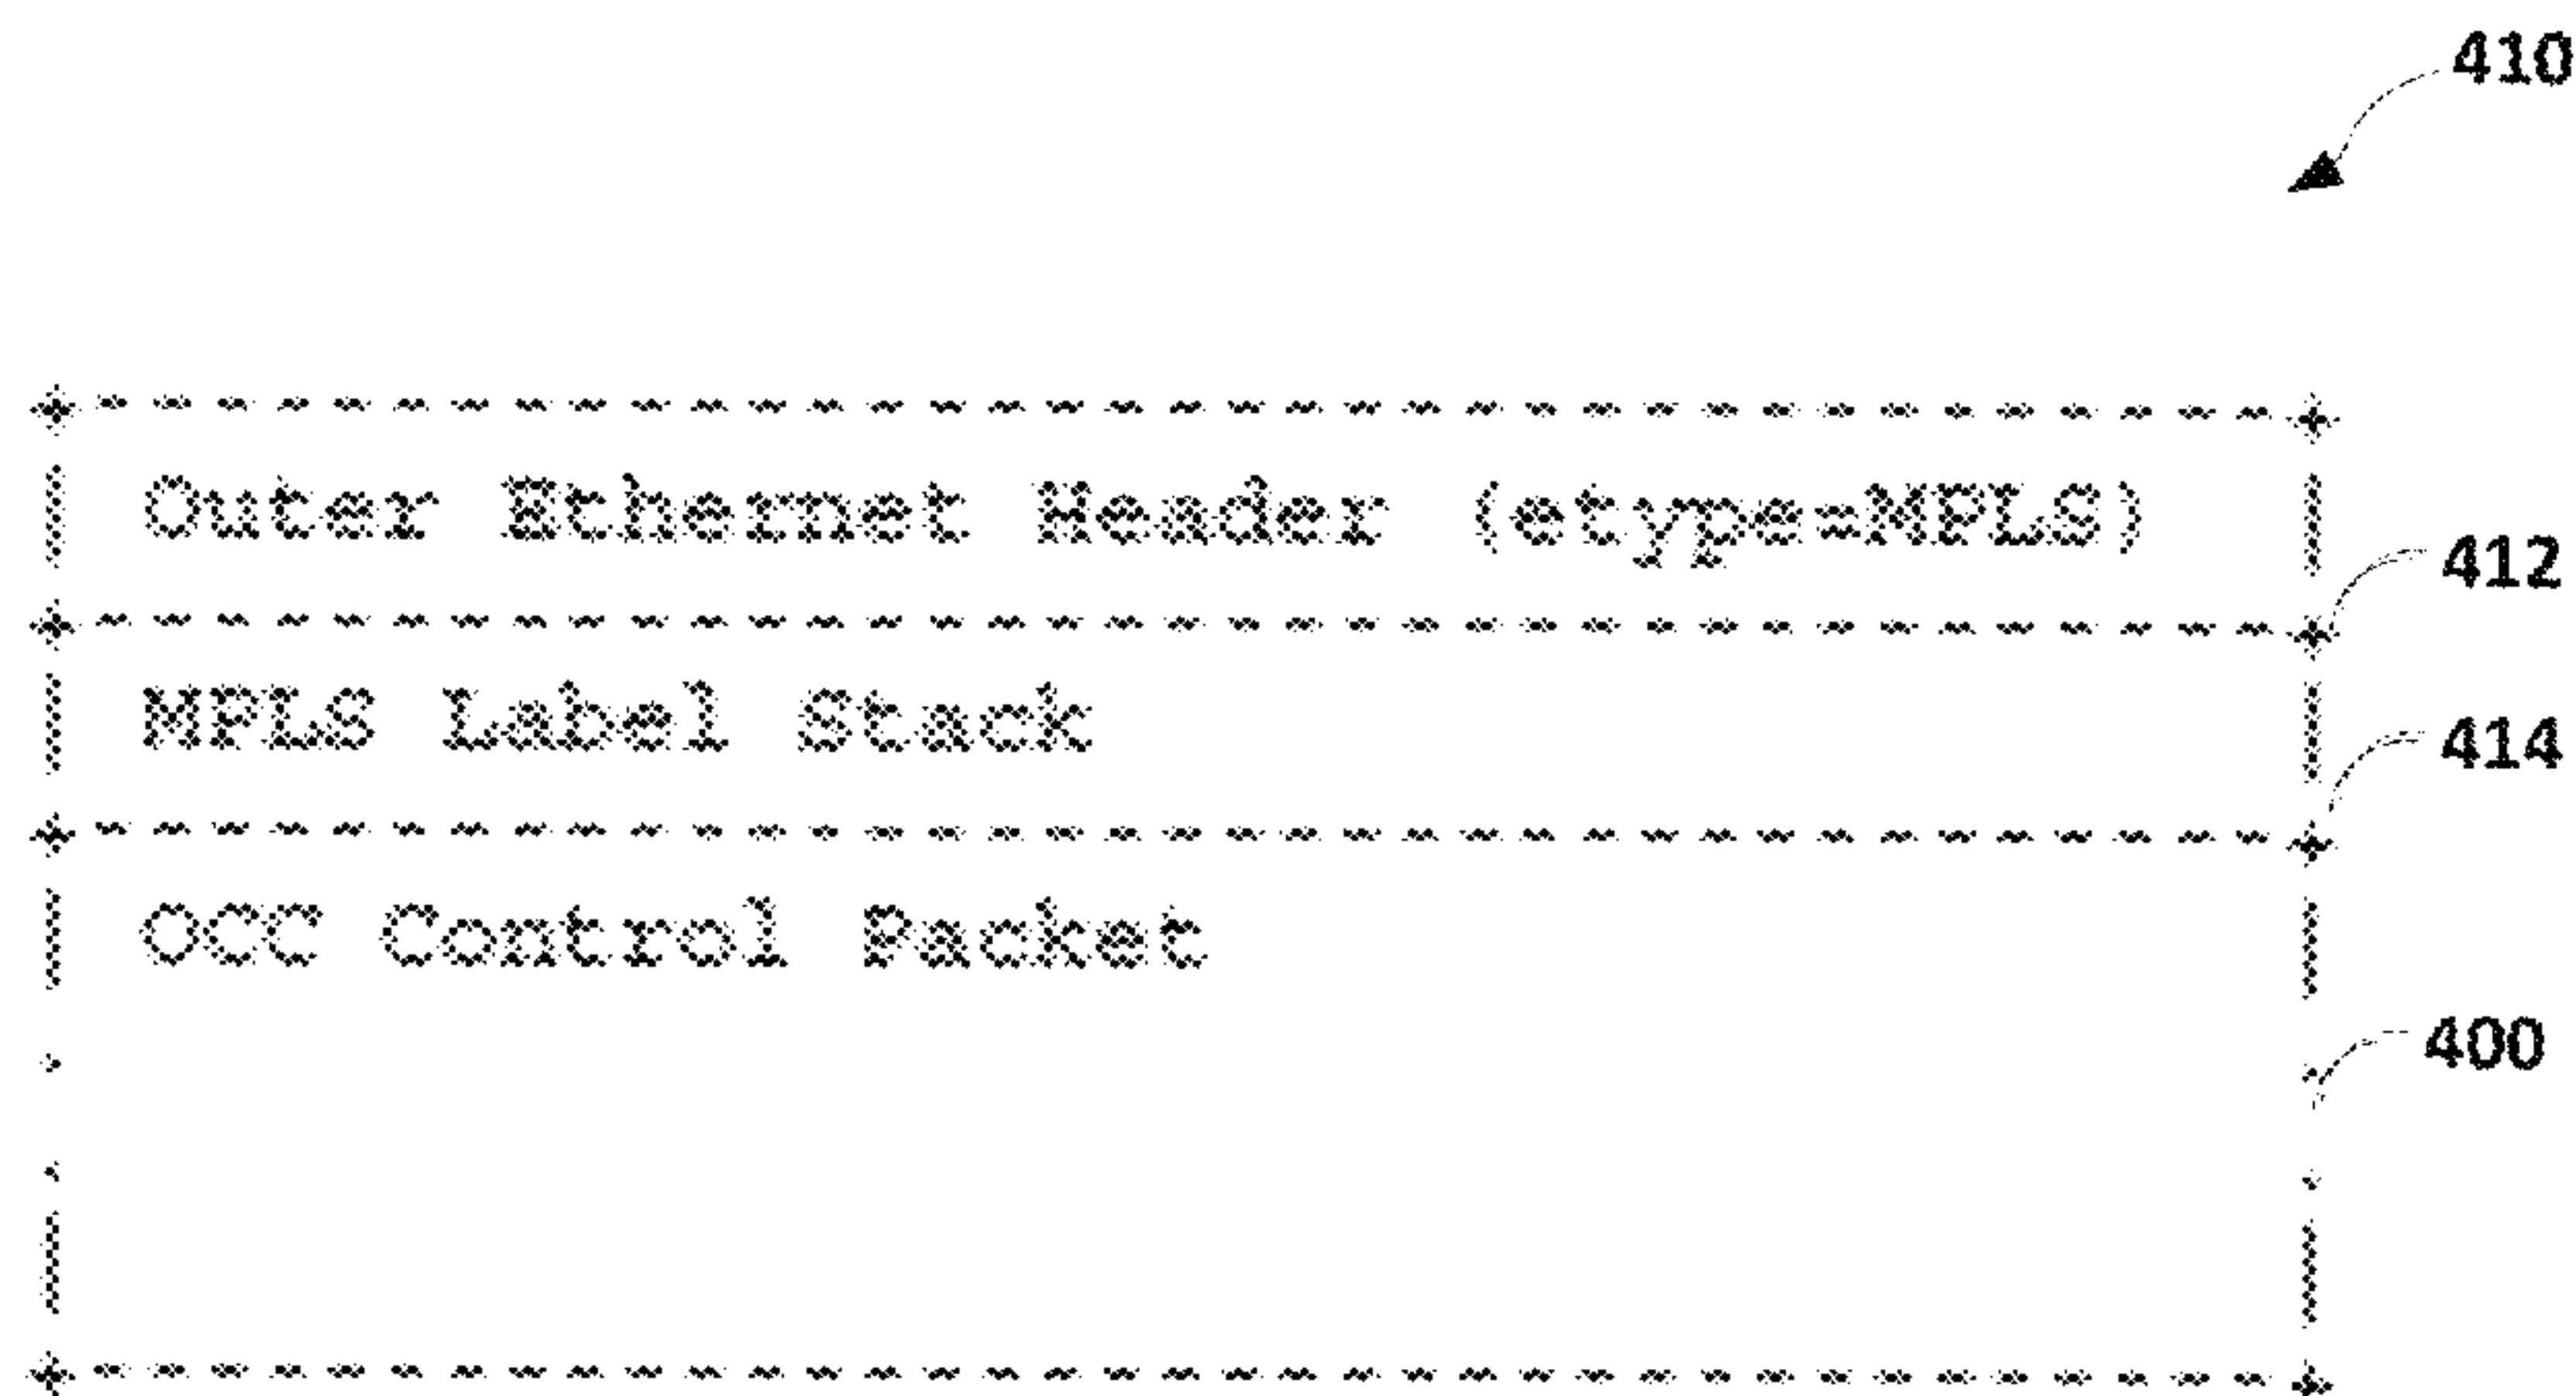 410
Outer Ethernet Header (etype=MPLS)
412
MPLS Label Stack
414
OCC Control Packet
400